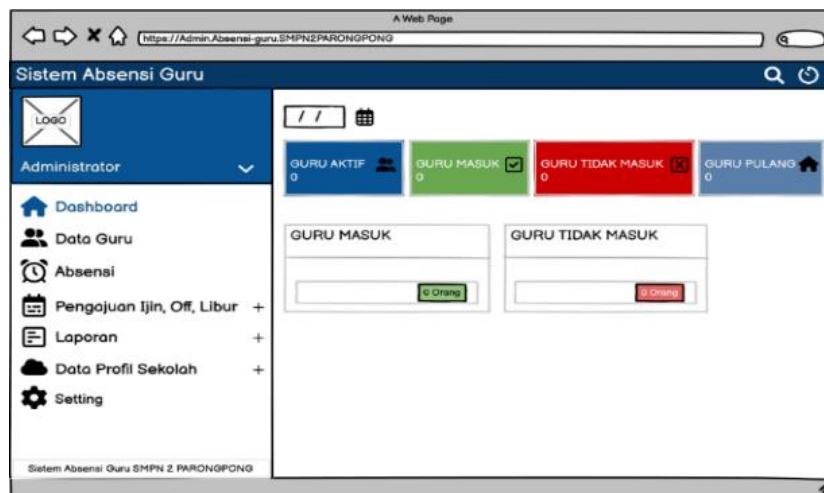 A Web Page
https://Admin.Absensi-guru.SMPN2PARONGPONG
Sistem Absensi Guru
LOGO
Administrator
Dashboard
Data Guru
Absensi
Pengajuan Ijin, Off, Libur +
Laporan +
Data Profil Sekolah +
Setting
Sistem Absensi Guru SMPN 2 PARONGPONG
/ /
GURU AKTIF
0
GURU MASUK
0
GURU TIDAK MASUK
0
GURU PULANG
0
GURU MASUK
0 Orang
GURU TIDAK MASUK
0 Orang